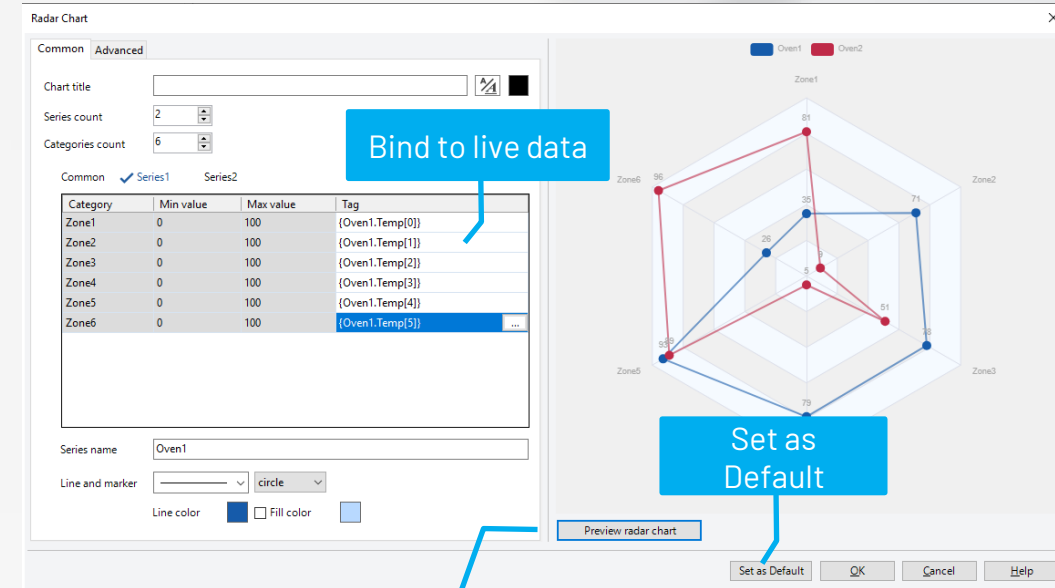 Radar Chart
Common Advanced
Chart title
Series count 2
Categories count 6
Bind to live data
Common Series1 Series2
Category Min value Max value Tag
Zone1 0 100 {Oven1.Temp[0]}
Zone2 0 100 {Oven1.Temp[1]}
Zone3 0 100 {Oven1.Temp[2]}
Zone4 0 100 {Oven1.Temp[3]}
Zone5 0 100 {Oven1.Temp[4]}
Zone6 0 100 {Oven1.Temp[5]} ...
Series name Oven1
Line and marker circle
Line color Fill color
Oven1 Oven2
Zone1
81
Zone6 96 35 71 Zone2
26
9
5
51
93 78
Zone5 Zone3
79
Set as
Default
Preview radar chart
Set as Default OK Cancel Help